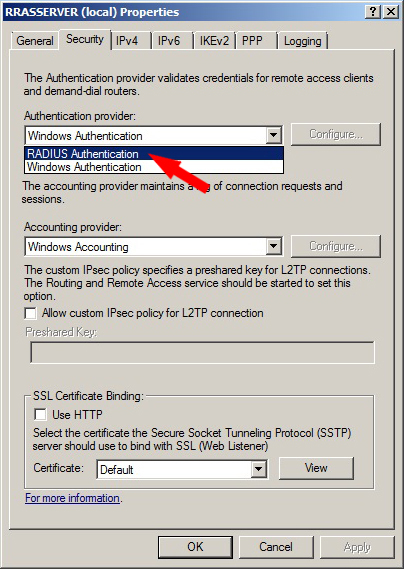 RRASSERVER (local) Properties
General Security IPv4 IPv6 IKEv2 PPP Logging
The Authentication provider validates credentials for remote access clients
and demand-dial routers.
Authentication provider:
Windows Authentication Configure...
RADIUS Authentication
Windows Authentication
The accounting provider maintains a log of connection requests and
sessions.
Accounting provider:
Windows Accounting Configure...
The custom IPsec policy specifies a preshared key for L2TP connections.
The Routing and Remote Access service should be started to set this
option.
Allow custom IPsec policy for L2TP connection
Preshared Key:
SSL Certificate Binding:
Use HTTP
Select the certificate the Secure Socket Tunneling Protocol (SSTP)
server should use to bind with SSL (Web Listener)
Certificate: Default View
For more information.
OK Cancel Apply